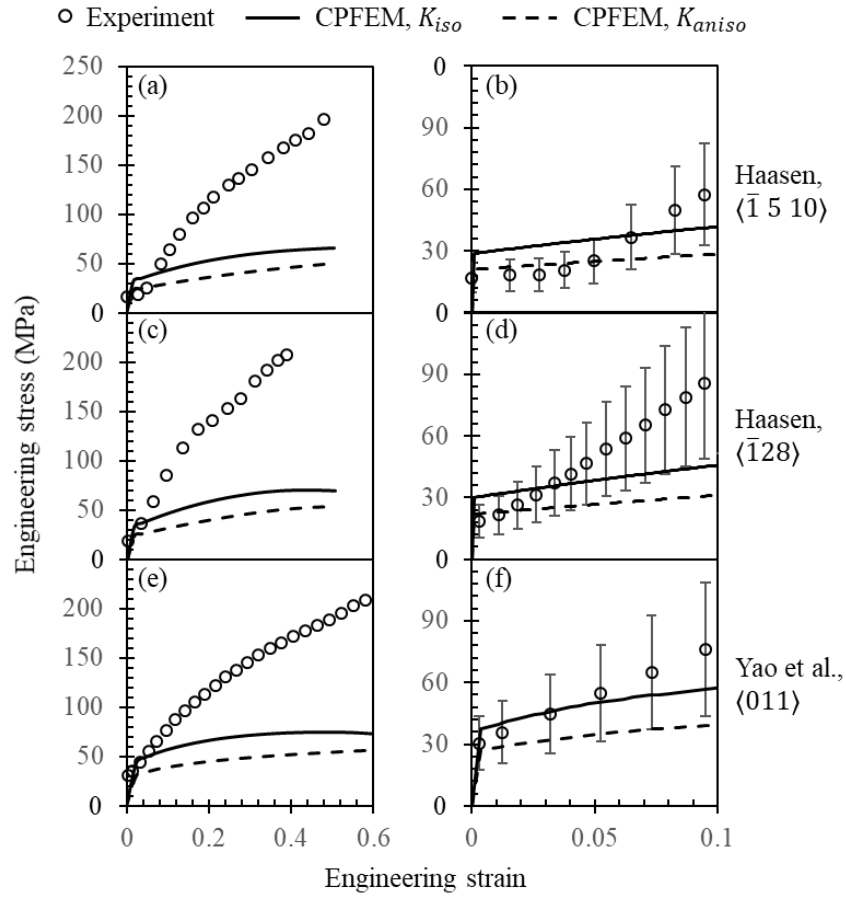 Experiment CPFEM, K_iso CPFEM, K_aniso
250
200
150
100
50
0
(a)
0
90
60
30
0
(b)
Haasen,
⟨1̄ 5 10⟩
200
150
100
50
0
(c)
90
60
30
0
(d)
Haasen,
⟨1̄28⟩
200
150
100
50
0
(e)
90
60
30
0
(f)
Yao et al.,
⟨011⟩
0 0.2 0.4 0.6
0 0.05 0.1
Engineering stress (MPa)
Engineering strain